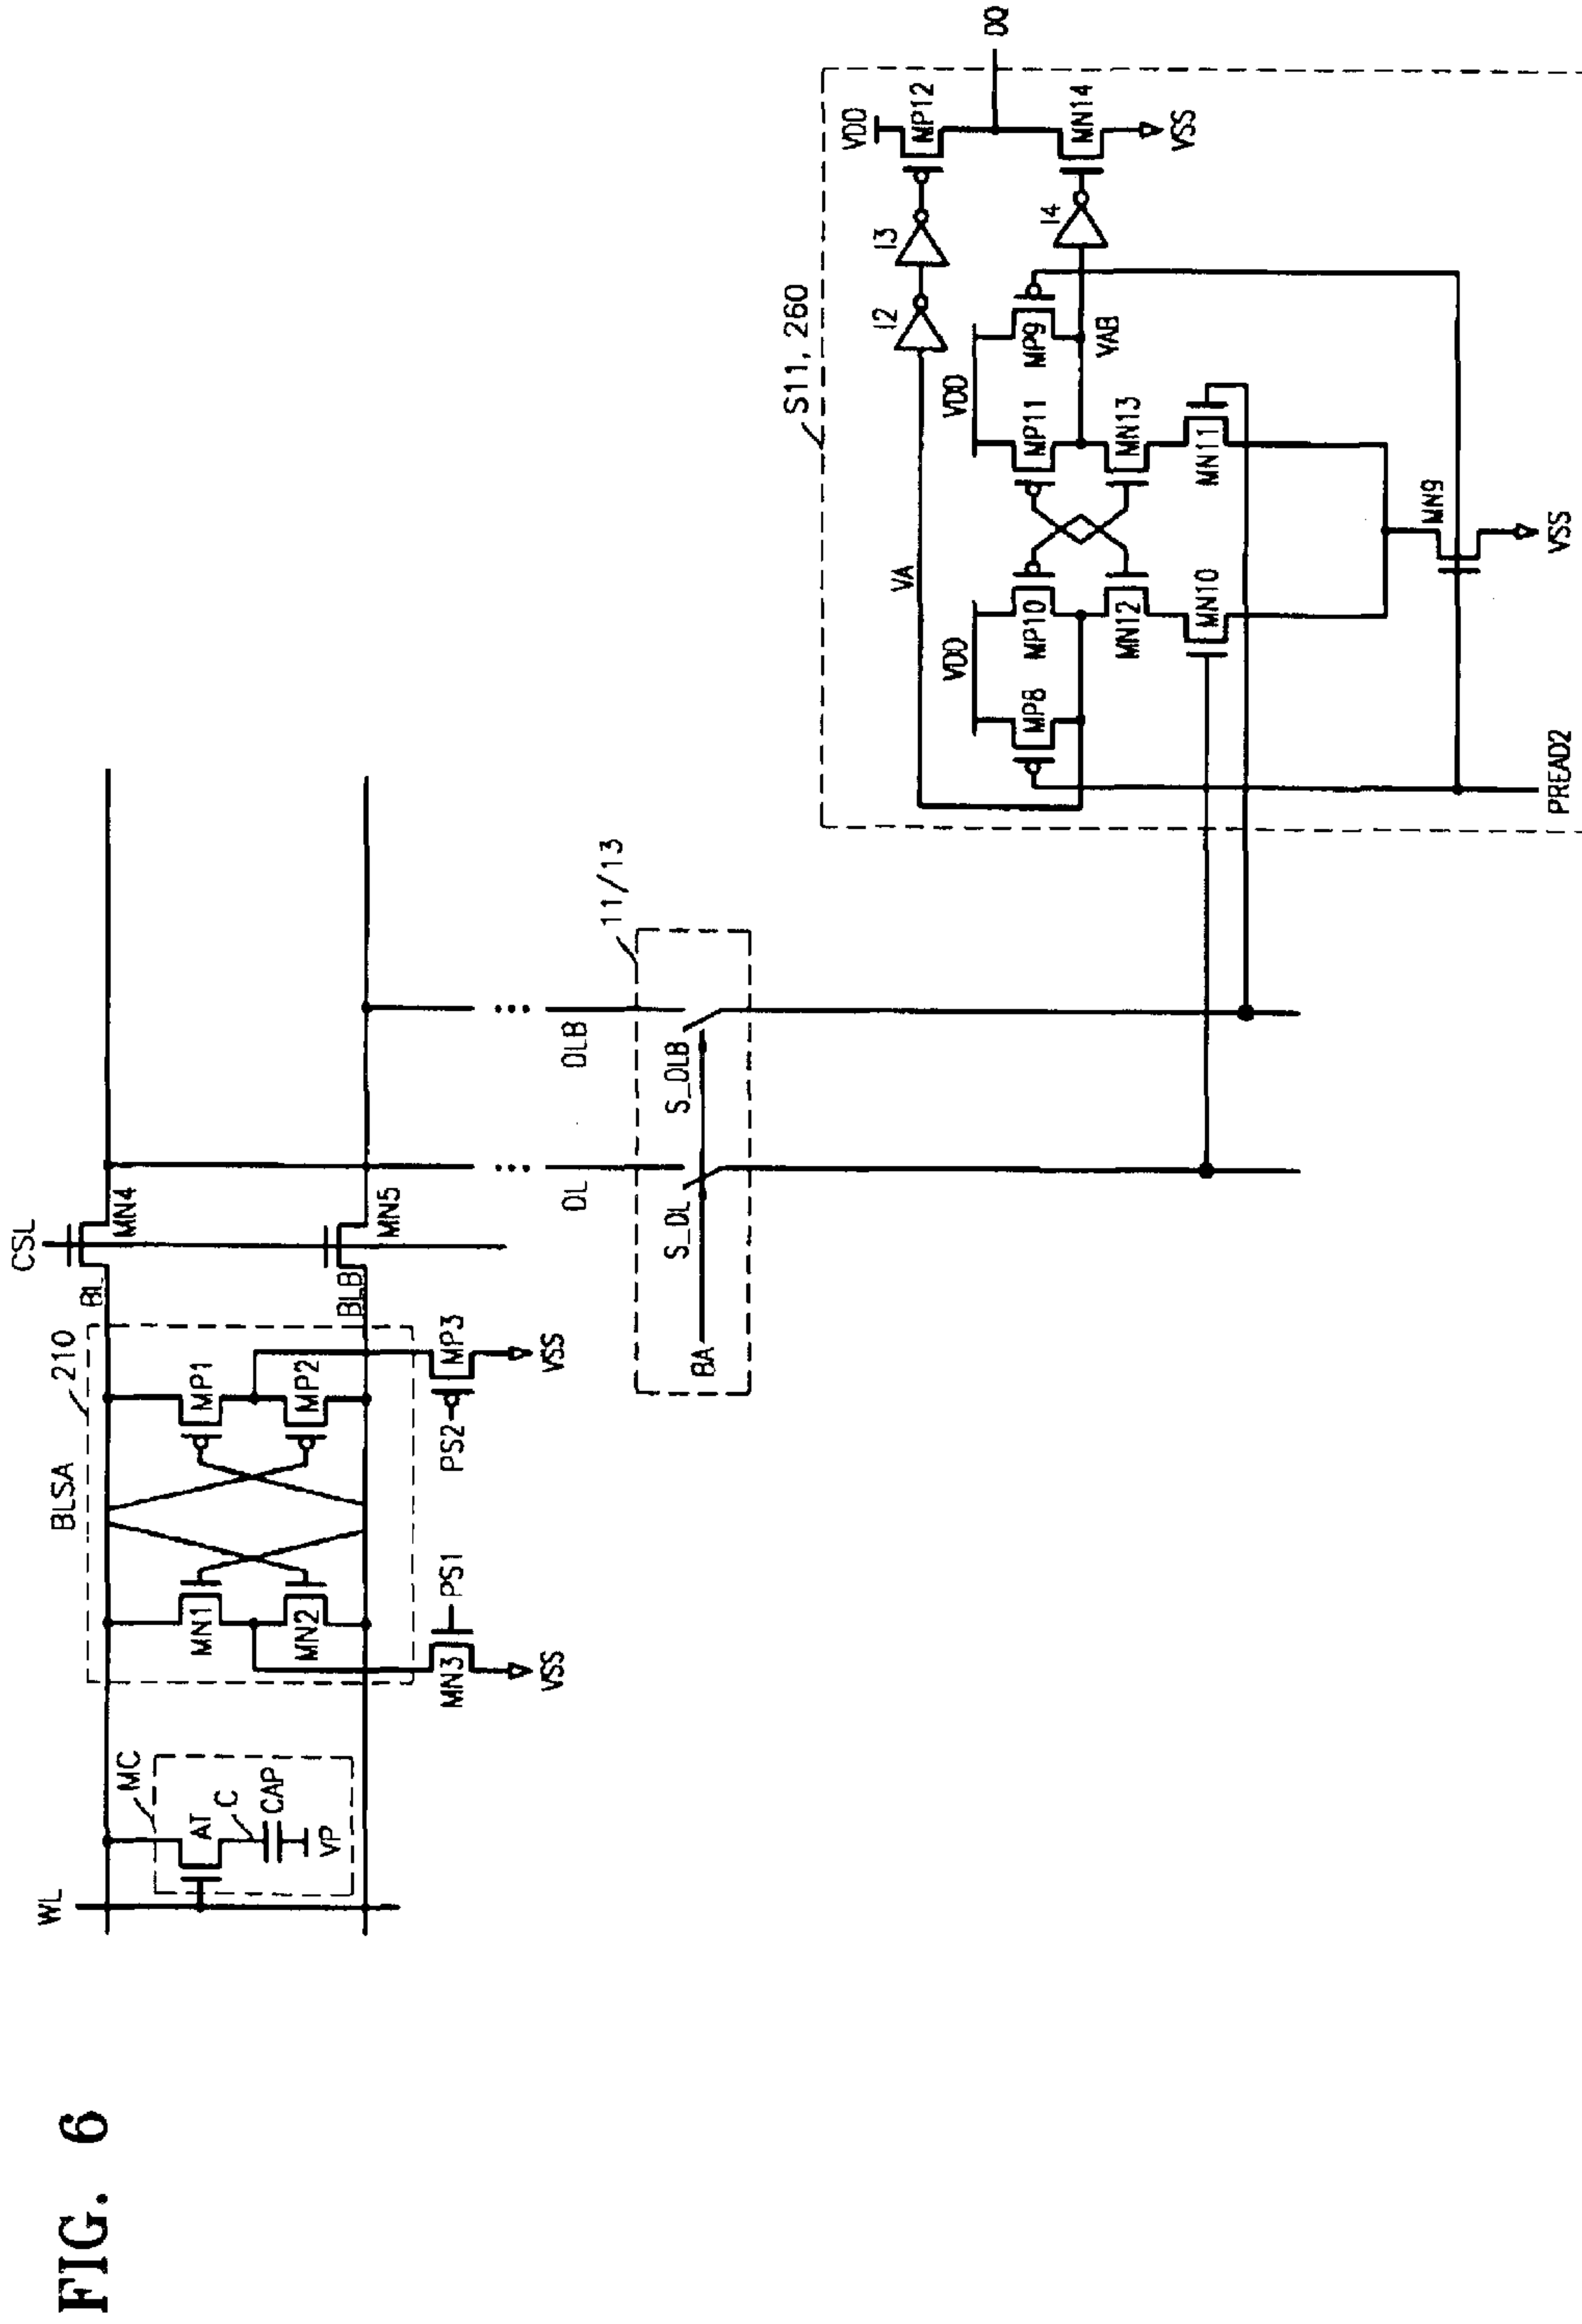 FIG. 6
WL
MC
AT
C
CAP
VP
BLSA
210
MN1
MN2
MP1
MP2
MN3
PS1
VSS
PS2
MP3
VSS
BL
BLB
CSL
MN4
MN5
DL
DLB
11/13
S_DL
S_DLB
BA
S11, 260
VDD
VDD
MP8
MP10
MP11
MP9
VA
VAB
MN12
MN13
MN10
MN11
MN9
VSS
PREAD2
I2
I3
I4
VDD
MP12
MN14
VSS
DQ